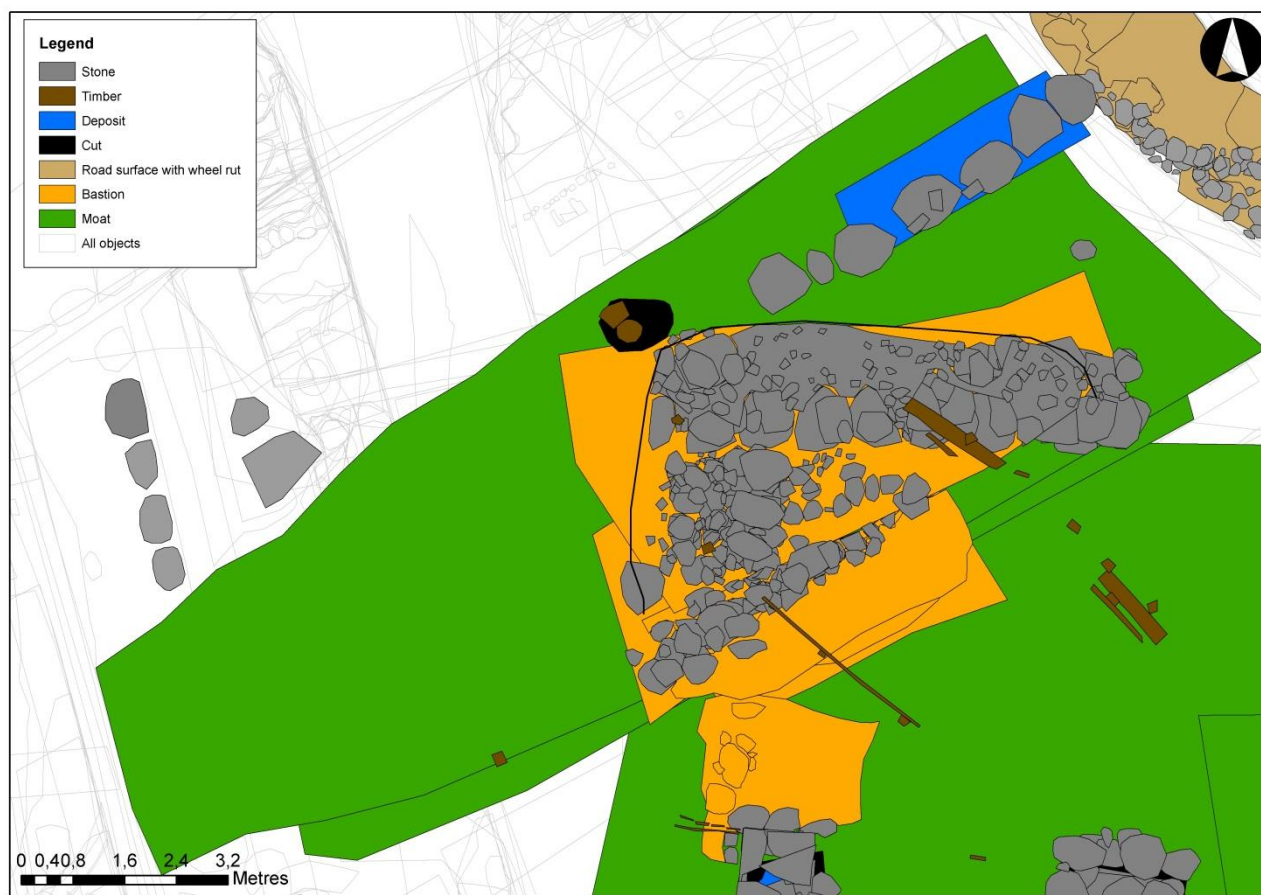 Legend
Stone
Timber
Deposit
Cut
Road surface with wheel rut
Bastion
Moat
All objects
0 0,40,8 1,6 2,4 3,2
Metres